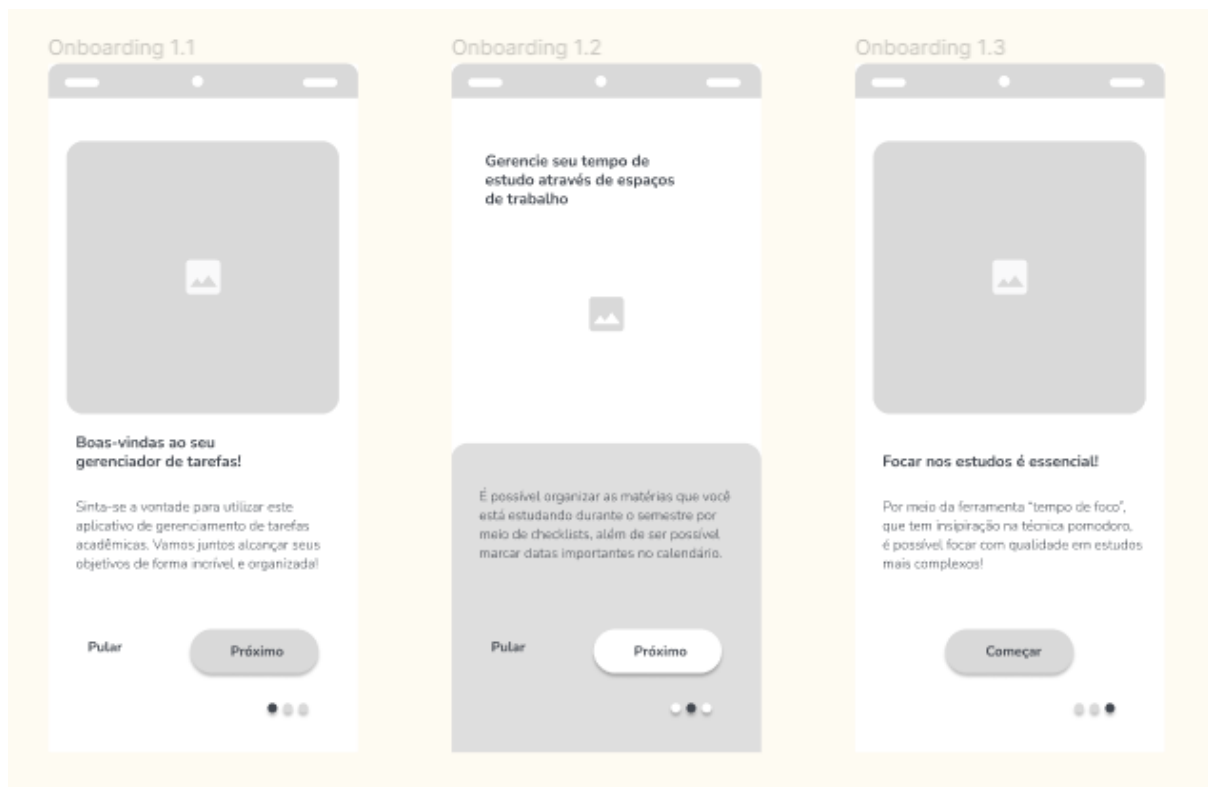 Onboarding 1.1
Boas-vindas ao seu
gerenciador de tarefas!
Sinta-se a vontade para utilizar este
aplicativo de gerenciamento de tarefas
acadêmicas. Vamos juntos alcançar seus
objetivos de forma incrível e organizada!
Pular
Próximo
Onboarding 1.2
Gerencie seu tempo de
estudo através de espaços
de trabalho
É possível organizar as matérias que você
está estudando durante o semestre por
meio de checklists, além de ser possível
marcar datas importantes no calendário.
Pular
Próximo
Onboarding 1.3
Focar nos estudos é essencial!
Por meio da ferramenta “tempo de foco”,
que tem insipiração na técnica pomodoro,
é possível focar com qualidade em estudos
mais complexos!
Começar